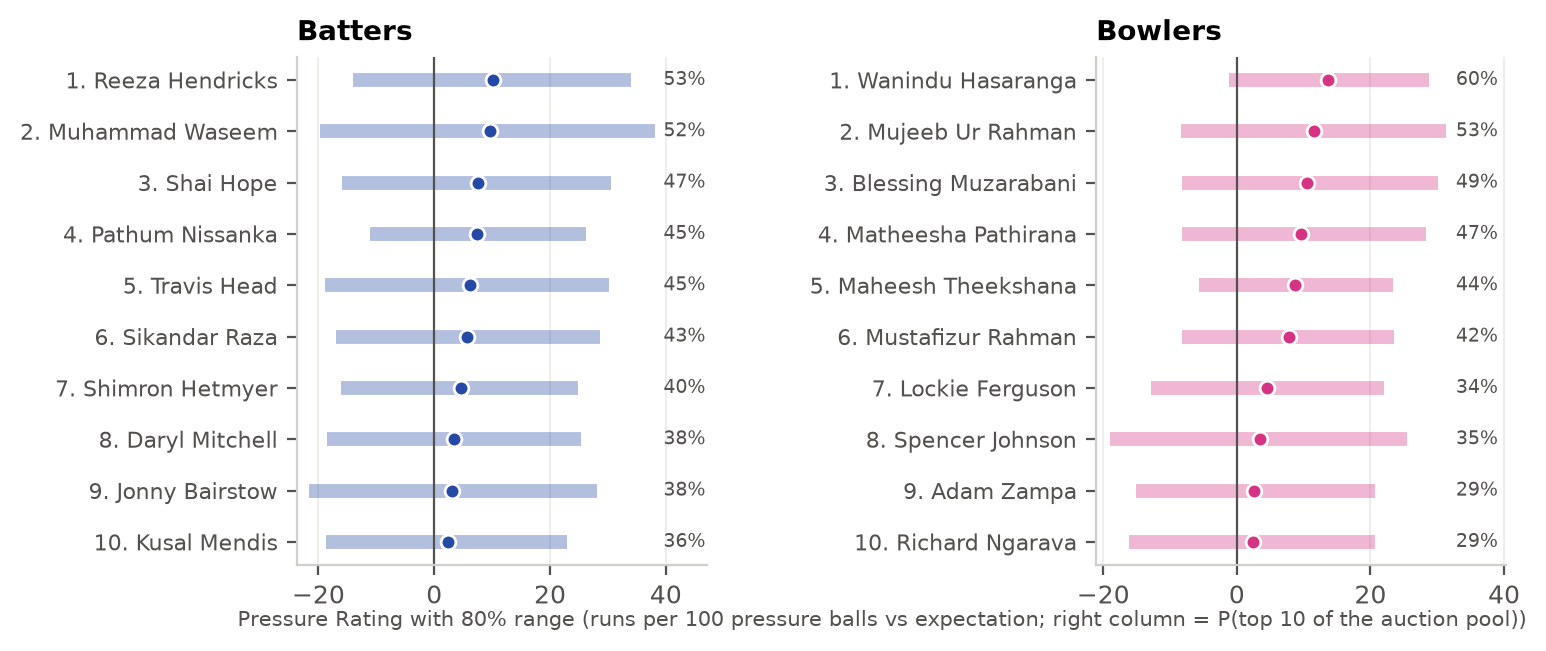 Batters
1. Reeza Hendricks 53%
2. Muhammad Waseem 52%
3. Shai Hope 47%
4. Pathum Nissanka 45%
5. Travis Head 45%
6. Sikandar Raza 43%
7. Shimron Hetmyer 40%
8. Daryl Mitchell 38%
9. Jonny Bairstow 38%
10. Kusal Mendis 36%
−20 0 20 40
Bowlers
1. Wanindu Hasaranga 60%
2. Mujeeb Ur Rahman 53%
3. Blessing Muzarabani 49%
4. Matheesha Pathirana 47%
5. Maheesh Theekshana 44%
6. Mustafizur Rahman 42%
7. Lockie Ferguson 34%
8. Spencer Johnson 35%
9. Adam Zampa 29%
10. Richard Ngarava 29%
−20 0 20 40
Pressure Rating with 80% range (runs per 100 pressure balls vs expectation; right column = P(top 10 of the auction pool))